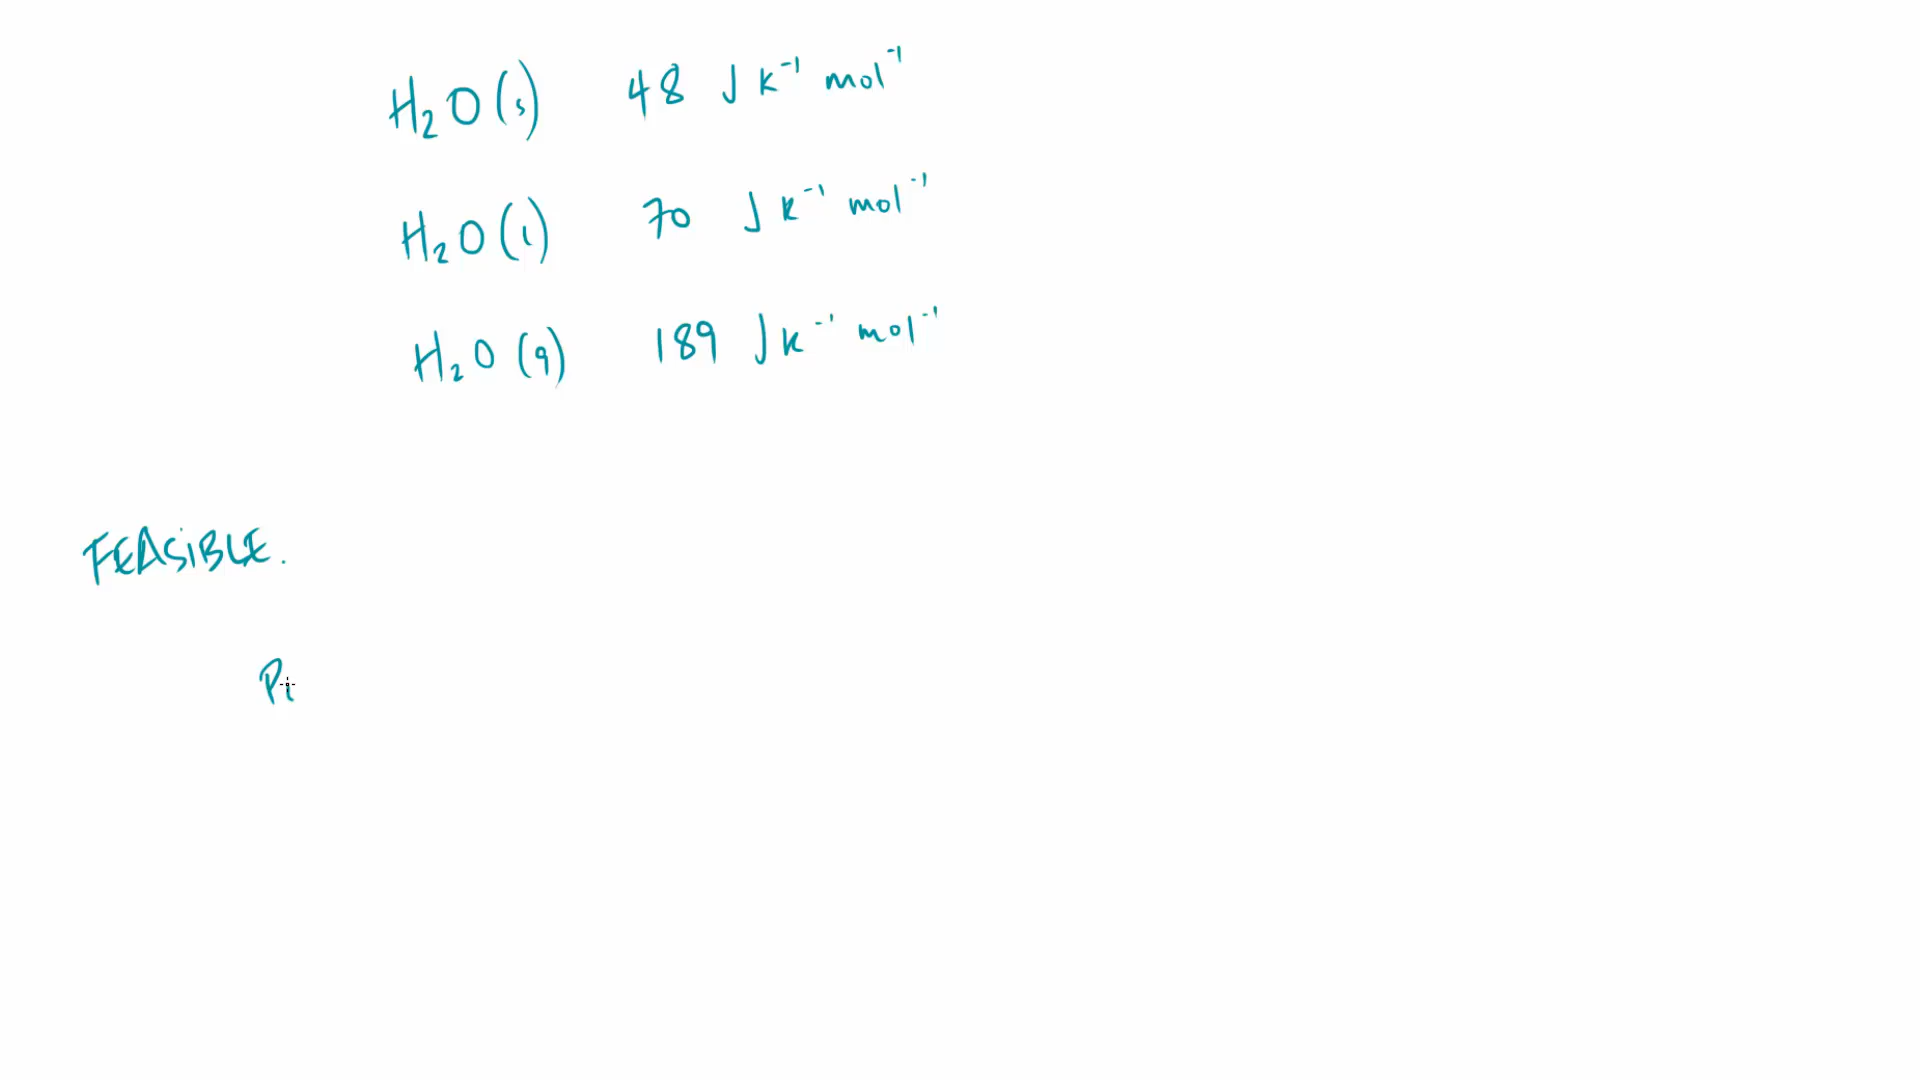 H₂O(s) 48 J K⁻¹ mol⁻¹
H₂O(l) 70 J K⁻¹ mol⁻¹
H₂O(g) 189 J K⁻¹ mol⁻¹
FEASIBLE.